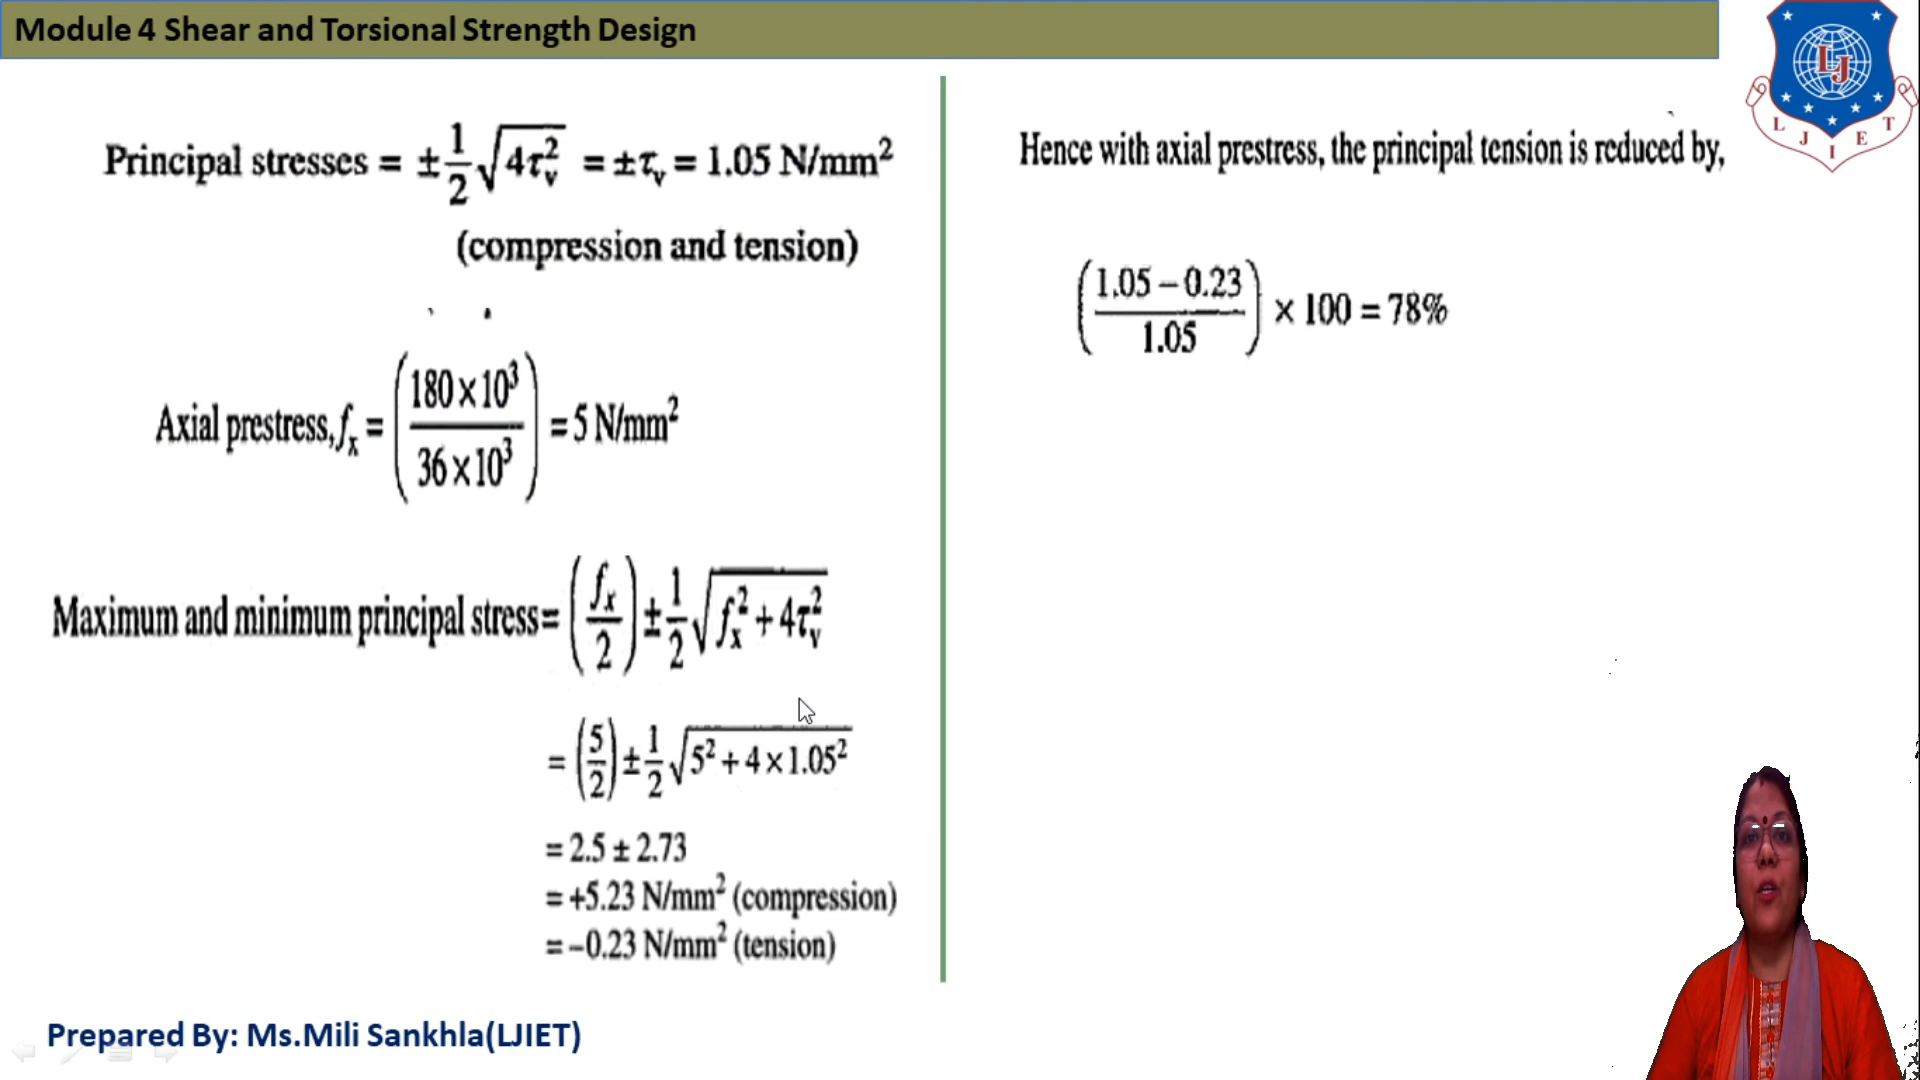 Module 4 Shear and Torsional Strength Design
Principal stresses = ±1/2 √(4τv²) = ±τv = 1.05 N/mm²
(compression and tension)
Axial prestress, fx = (180×10³ / 36×10³) = 5 N/mm²
Maximum and minimum principal stress = (fx/2) ± 1/2 √(fx² + 4τv²)
= (5/2) ± 1/2 √(5² + 4×1.05²)
= 2.5 ± 2.73
= +5.23 N/mm² (compression)
= −0.23 N/mm² (tension)
Hence with axial prestress, the principal tension is reduced by,
(1.05 − 0.23 / 1.05) × 100 = 78%
LJ
L J I E T
Prepared By: Ms.Mili Sankhla(LJIET)